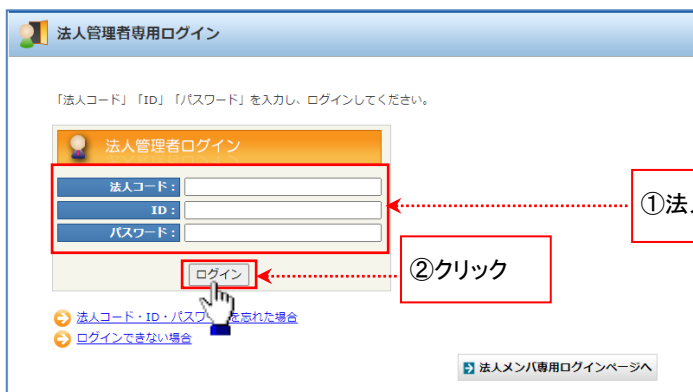 法人管理者専用ログイン
「法人コード」「ID」「パスワード」を入力し、ログインしてください。
法人管理者ログイン
法人コード：
ID：
パスワード：
①法
ログイン
②クリック
法人コード・ID・パスワ を忘れた場合
ログインできない場合
法人メンバ専用ログインページへ